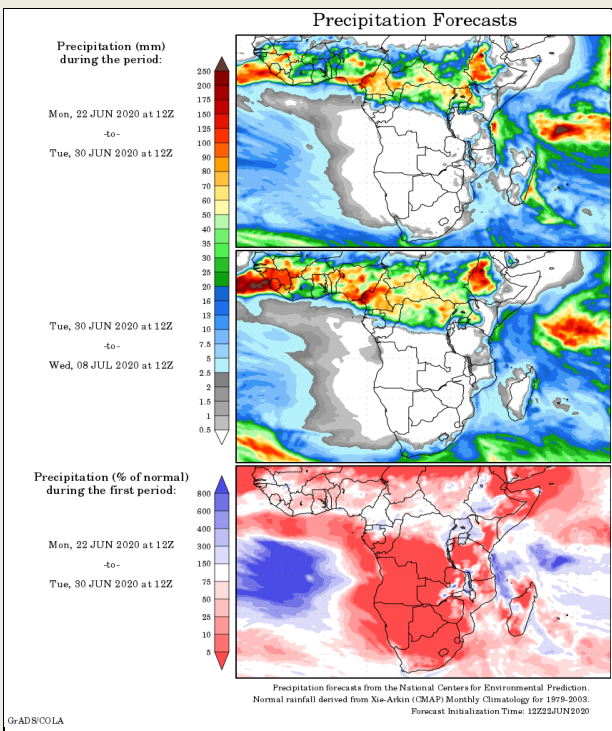 Precipitation Forecasts
Precipitation (mm)
during the period:
Mon, 22 JUN 2020 at 12Z
-to-
Tue, 30 JUN 2020 at 12Z
250
200
175
150
125
100
90
80
70
60
50
40
35
30
25
20
16
13
10
7.5
5
2.5
2
1.5
1
0.5
Tue, 30 JUN 2020 at 12Z
-to-
Wed, 08 JUL 2020 at 12Z
Precipitation (% of normal)
during the first period:
Mon, 22 JUN 2020 at 12Z
-to-
Tue, 30 JUN 2020 at 12Z
800
600
400
300
150
75
50
25
10
5
Precipitation forecasts from the National Centers for Environmental Prediction.
Normal rainfall derived from Xie-Arkin (CMAP) Monthly Climatology for 1979-2003.
Forecast Initialization Time: 12Z22JUN2020
GrADS/COLA